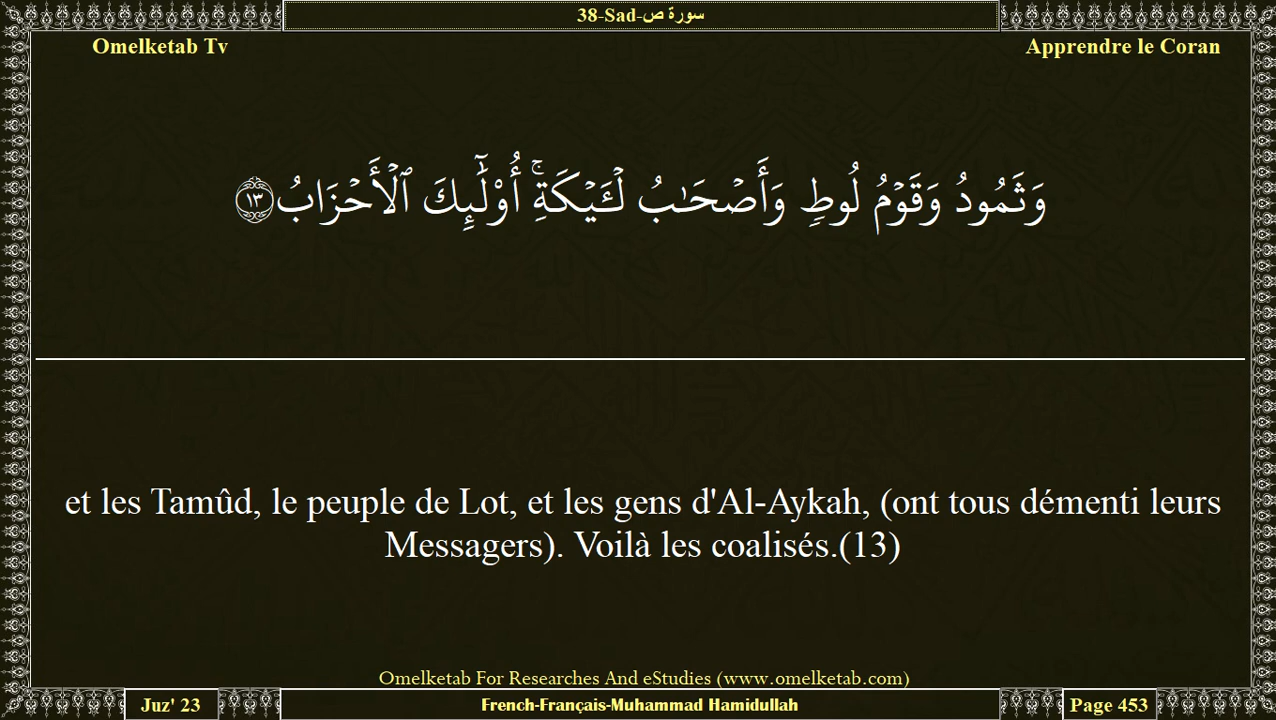 38-Sad-سورة ص
Omelketab Tv
Apprendre le Coran
وَثَمُودُ وَقَوۡمُ لُوطٖ وَأَصۡحَٰبُ لۡـَٔيۡكَةِۚ أُوْلَٰٓئِكَ ٱلۡأَحۡزَابُ ١٣
et les Tamûd, le peuple de Lot, et les gens d'Al-Aykah, (ont tous démenti leurs
Messagers). Voilà les coalisés.(13)
Omelketab For Researches And eStudies (www.omelketab.com)
Juz' 23
French-Français-Muhammad Hamidullah
Page 453